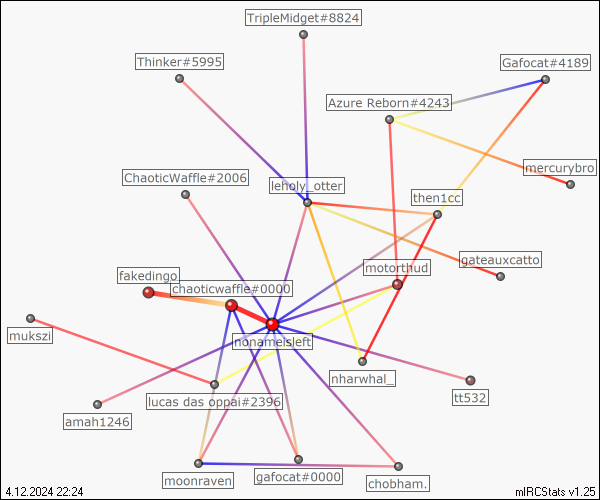 TripleMidget#8824
Thinker#5995
Gafocat#4189
Azure Reborn#4243
mercurybro
ChaoticWaffle#2006
leholy_otter
then1cc
gateauxcatto
motorthud
fakedingo
chaoticwaffle#0000
mukszi
nonameisleft
nharwhal_
tt532
lucas das oppai#2396
amah1246
moonraven
gafocat#0000
chobham.
4.12.2024 22:24
mIRCStats v1.25